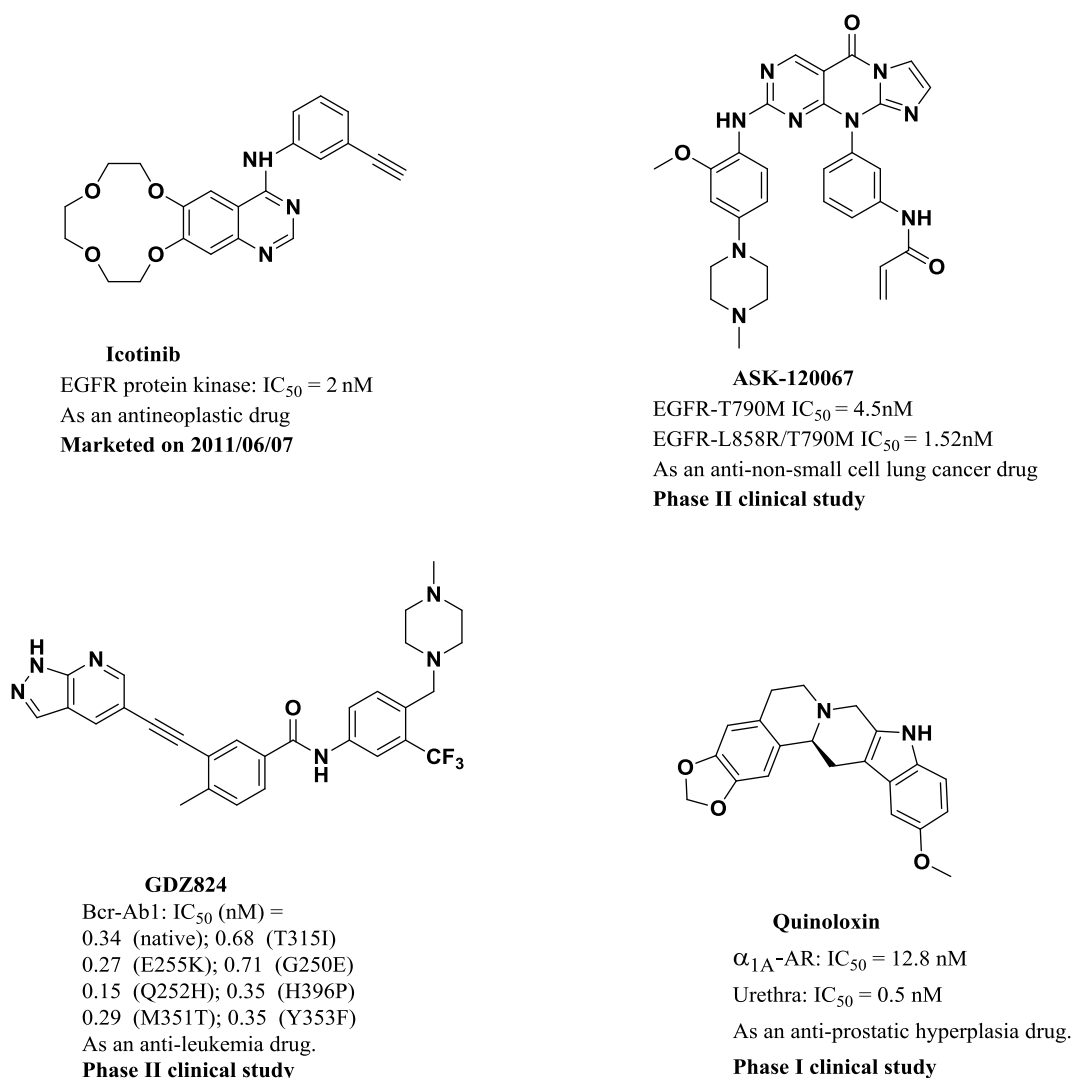 O
N
N
N
NH
HN
N
N
N
O
O
O
N
N
O
O
NH
N
O
N
Icotinib
EGFR protein kinase: IC50 = 2 nM
As an antineoplastic drug
Marketed on 2011/06/07
ASK-120067
EGFR-T790M IC50 = 4.5nM
EGFR-L858R/T790M IC50 = 1.52nM
As an anti-non-small cell lung cancer drug
Phase II clinical study
N
H
N
N
N
N
O
N
H
CF3
N
NH
O
O
O
GDZ824
Bcr-Ab1: IC50 (nM) =
0.34 (native); 0.68 (T315I)
0.27 (E255K); 0.71 (G250E)
0.15 (Q252H); 0.35 (H396P)
0.29 (M351T); 0.35 (Y353F)
As an anti-leukemia drug.
Phase II clinical study
Quinoloxin
α1A-AR: IC50 = 12.8 nM
Urethra: IC50 = 0.5 nM
As an anti-prostatic hyperplasia drug.
Phase I clinical study